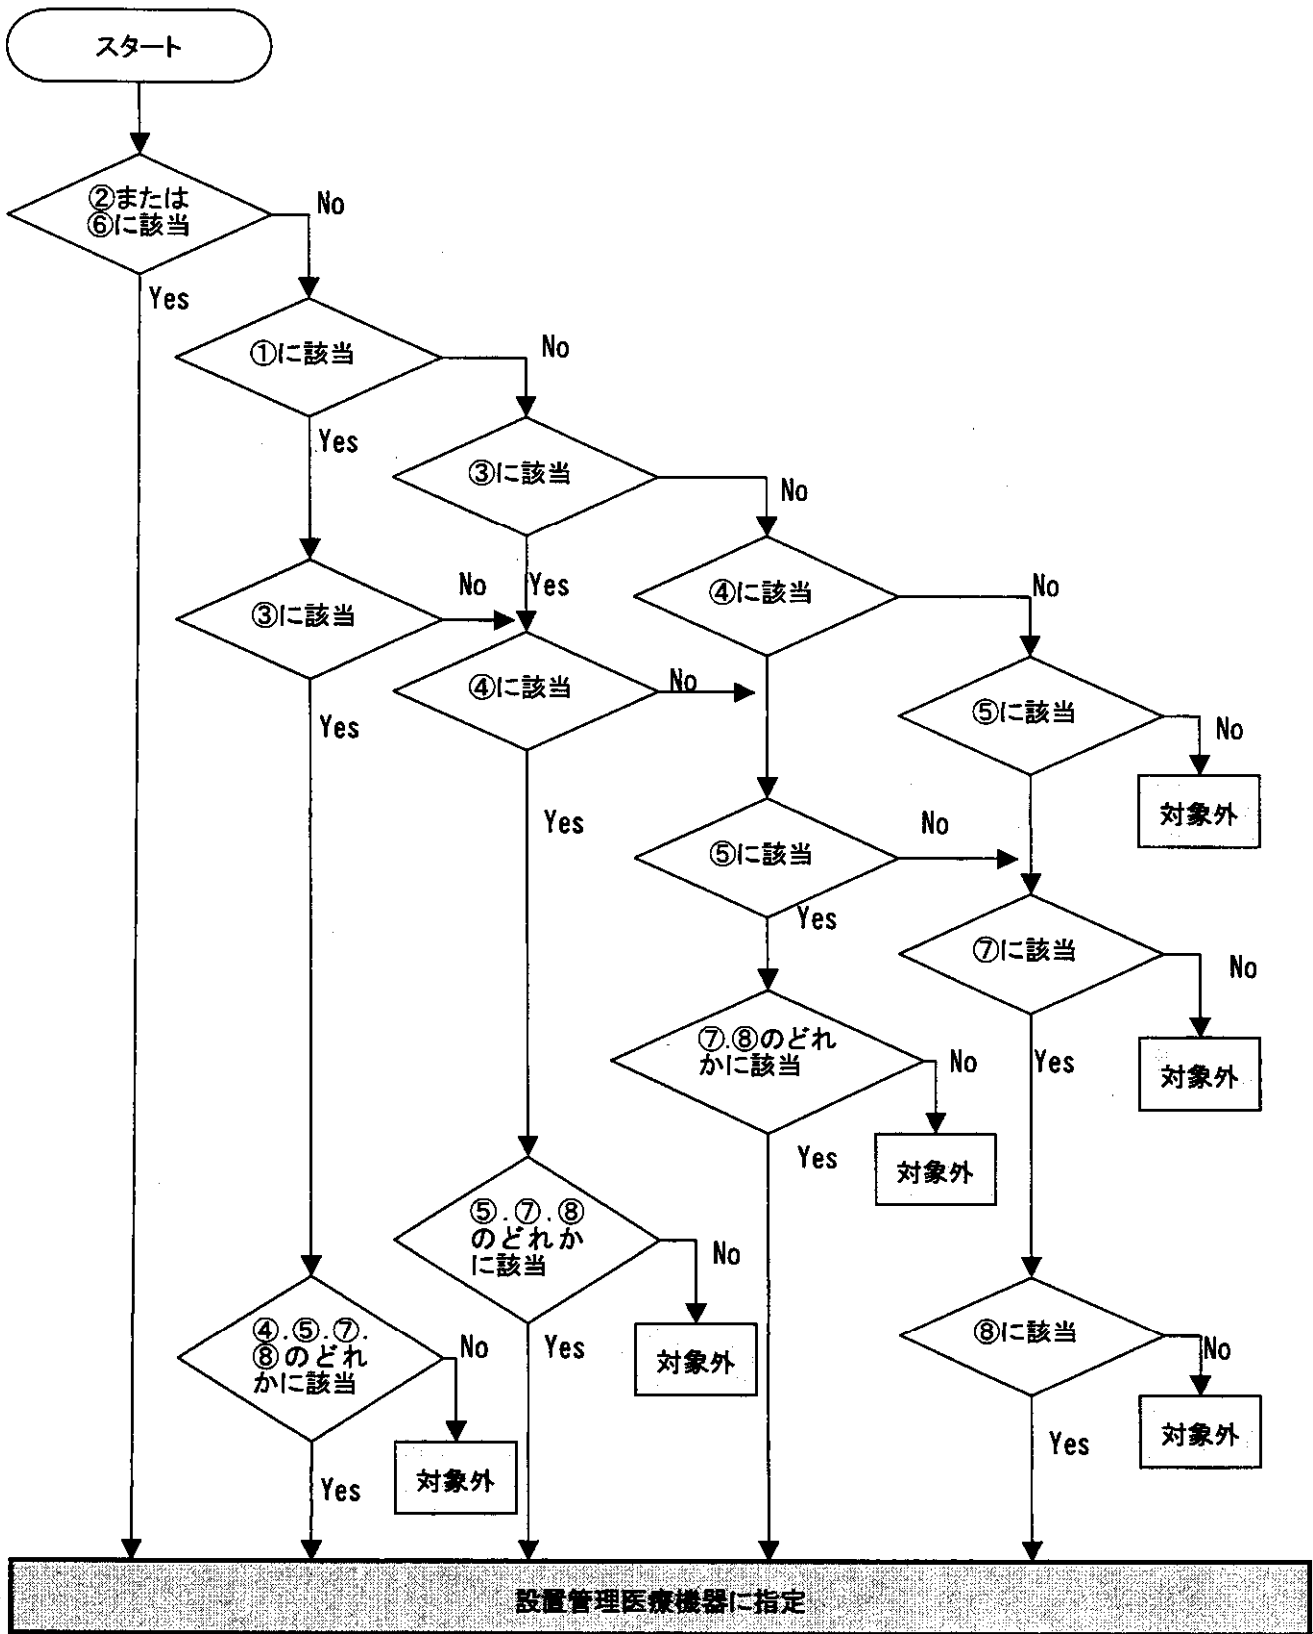 スタート
②または
⑥に該当
No
Yes
①に該当
No
Yes
③に該当
No
Yes
③に該当
No
Yes
④に該当
No
④に該当
No
Yes
⑤に該当
No
対象外
⑤に該当
No
Yes
⑦に該当
No
Yes
対象外
⑦.⑧のどれ
かに該当
No
Yes
対象外
⑤.⑦.⑧
のどれか
に該当
No
Yes
対象外
⑧に該当
No
Yes
対象外
④.⑤.⑦.
⑧のどれ
かに該当
No
Yes
対象外
設置管理医療機器に指定